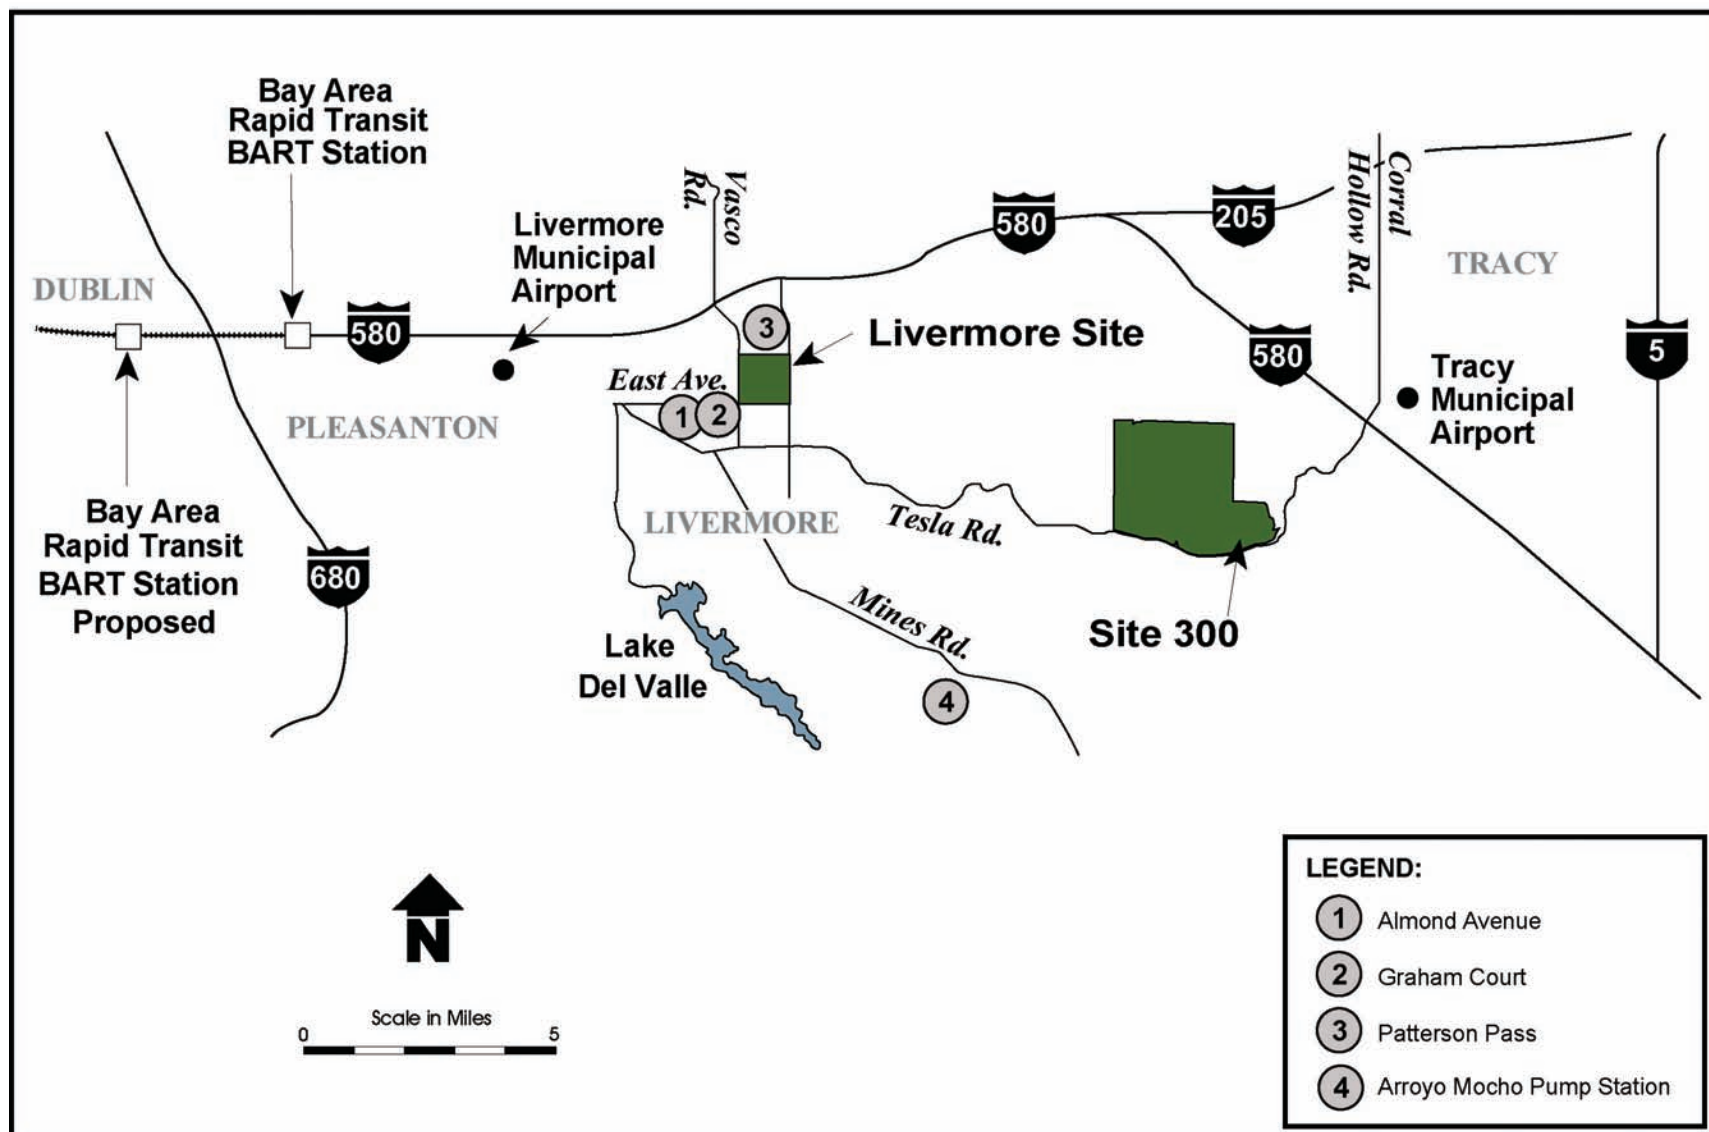 Bay Area
Rapid Transit
BART Station
Vasco
Rd.
Livermore
Municipal
Airport
Corral
Hollow Rd.
580
205
TRACY
DUBLIN
580
3
Livermore Site
580
5
East Ave.
1
2
Tracy
Municipal
Airport
PLEASANTON
Bay Area
Rapid Transit
BART Station
Proposed
LIVERMORE
Tesla Rd.
680
Mines Rd.
Site 300
Lake
Del Valle
4
N
Scale in Miles
0 5
LEGEND:
1 Almond Avenue
2 Graham Court
3 Patterson Pass
4 Arroyo Mocho Pump Station